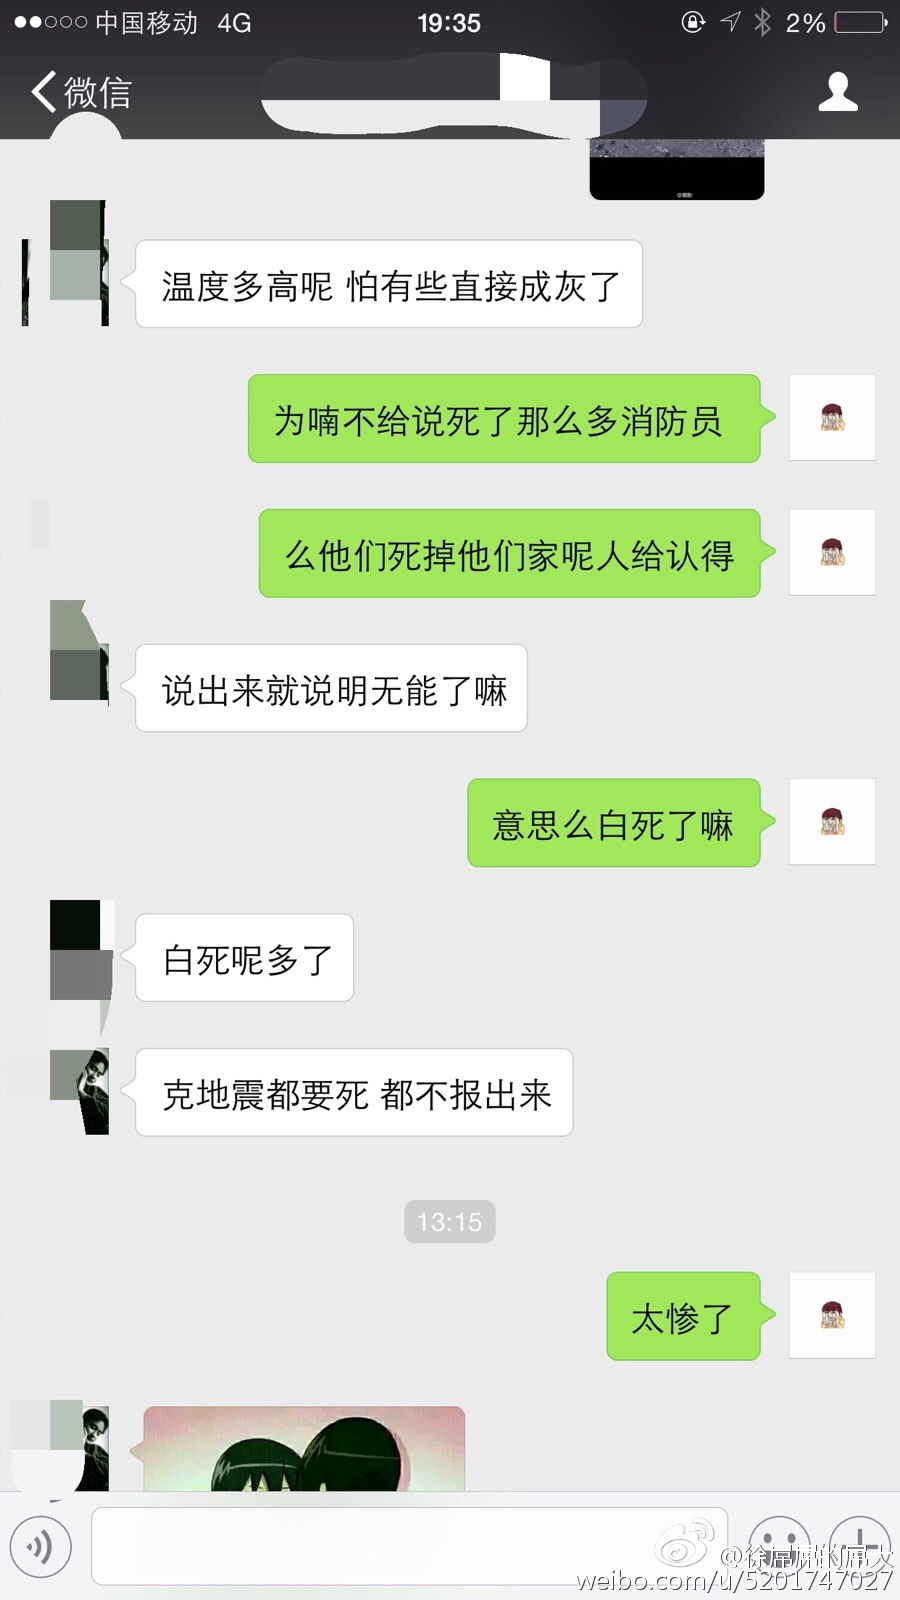 中国移动 4G 19:35 2%
微信
温度多高呢 怕有些直接成灰了
为喃不给说死了那么多消防员
么他们死掉他们家呢人给认得
说出来就说明无能了嘛
意思么白死了嘛
白死呢多了
克地震都要死 都不报出来
13:15
太惨了
weibo.com/u/5201747027